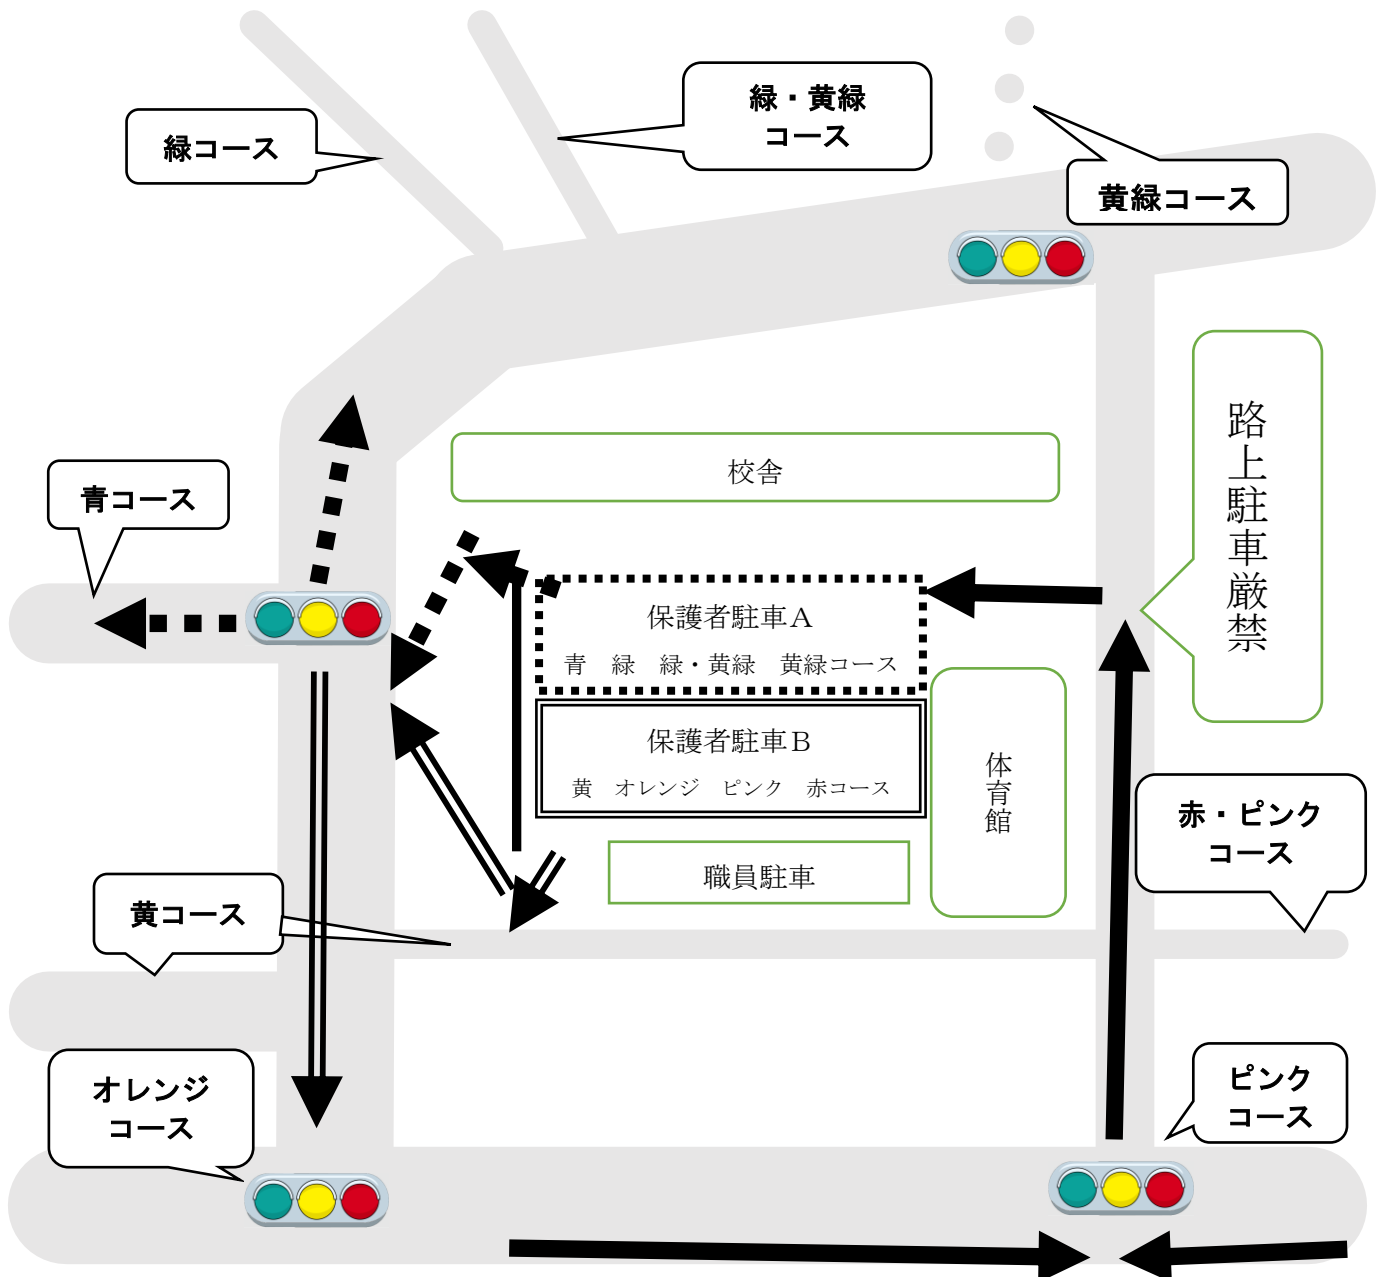 緑・黄緑
コース
緑コース
黄緑コース
路上駐車厳禁
校舎
青コース
保護者駐車A
青　緑　緑・黄緑　黄緑コース
保護者駐車B
黄　オレンジ　ピンク　赤コース
体育館
赤・ピンク
コース
職員駐車
黄コース
オレンジ
コース
ピンク
コース